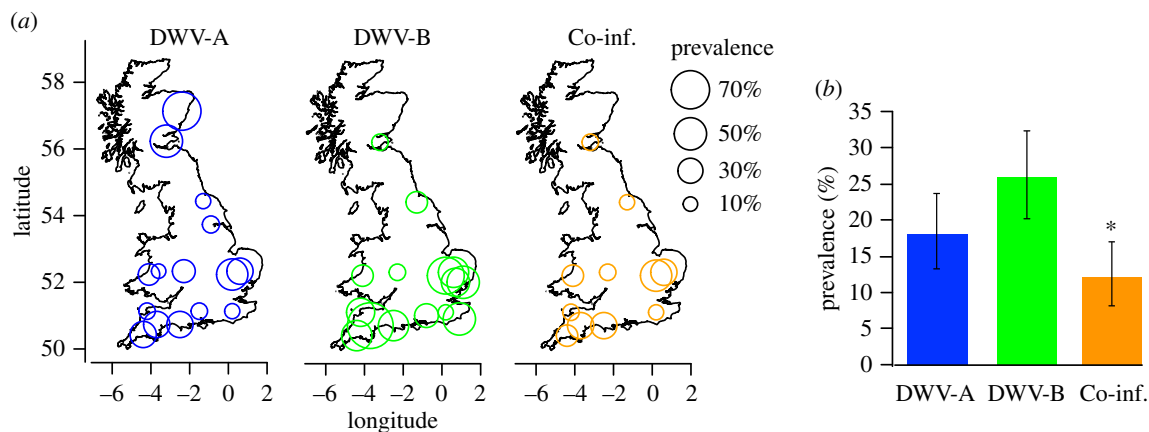 (a)
DWV-A DWV-B Co-inf.
prevalence
70%
50%
30%
10%
latitude
58
56
54
52
50
–6 –4 –2 0 2 –6 –4 –2 0 2 –6 –4 –2 0 2
longitude
(b)
prevalence (%)
35
30
25
20
15
10
5
0
*
DWV-A DWV-B Co-inf.